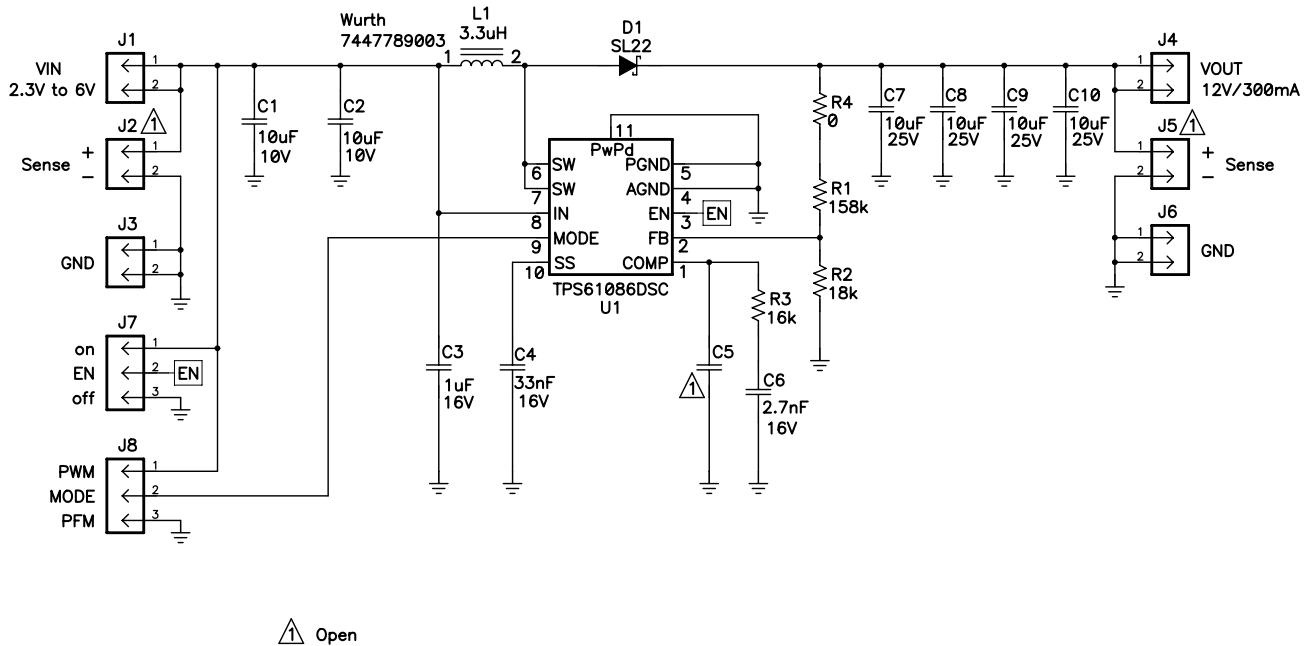 Wurth
7447789003
L1
3.3uH
1
2
D1
SL22
J1
VIN
2.3V to 6V
1
2
J2
1
Sense
+
−
1
2
J3
GND
1
2
J7
on
EN
off
1
2
3
EN
J8
PWM
MODE
PFM
1
2
3
C1
10uF
10V
C2
10uF
10V
C3
1uF
16V
C4
33nF
16V
11
PwPd
SW
6
SW
7
IN
8
MODE
9
SS
10
PGND
5
AGND
4
EN
3
EN
FB
2
COMP
1
TPS61086DSC
U1
C5
1
R3
16k
C6
2.7nF
16V
R4
0
R1
158k
R2
18k
C7
10uF
25V
C8
10uF
25V
C9
10uF
25V
C10
10uF
25V
J4
VOUT
12V/300mA
1
2
J5
1
+
−
Sense
1
2
J6
GND
1
2
1 Open